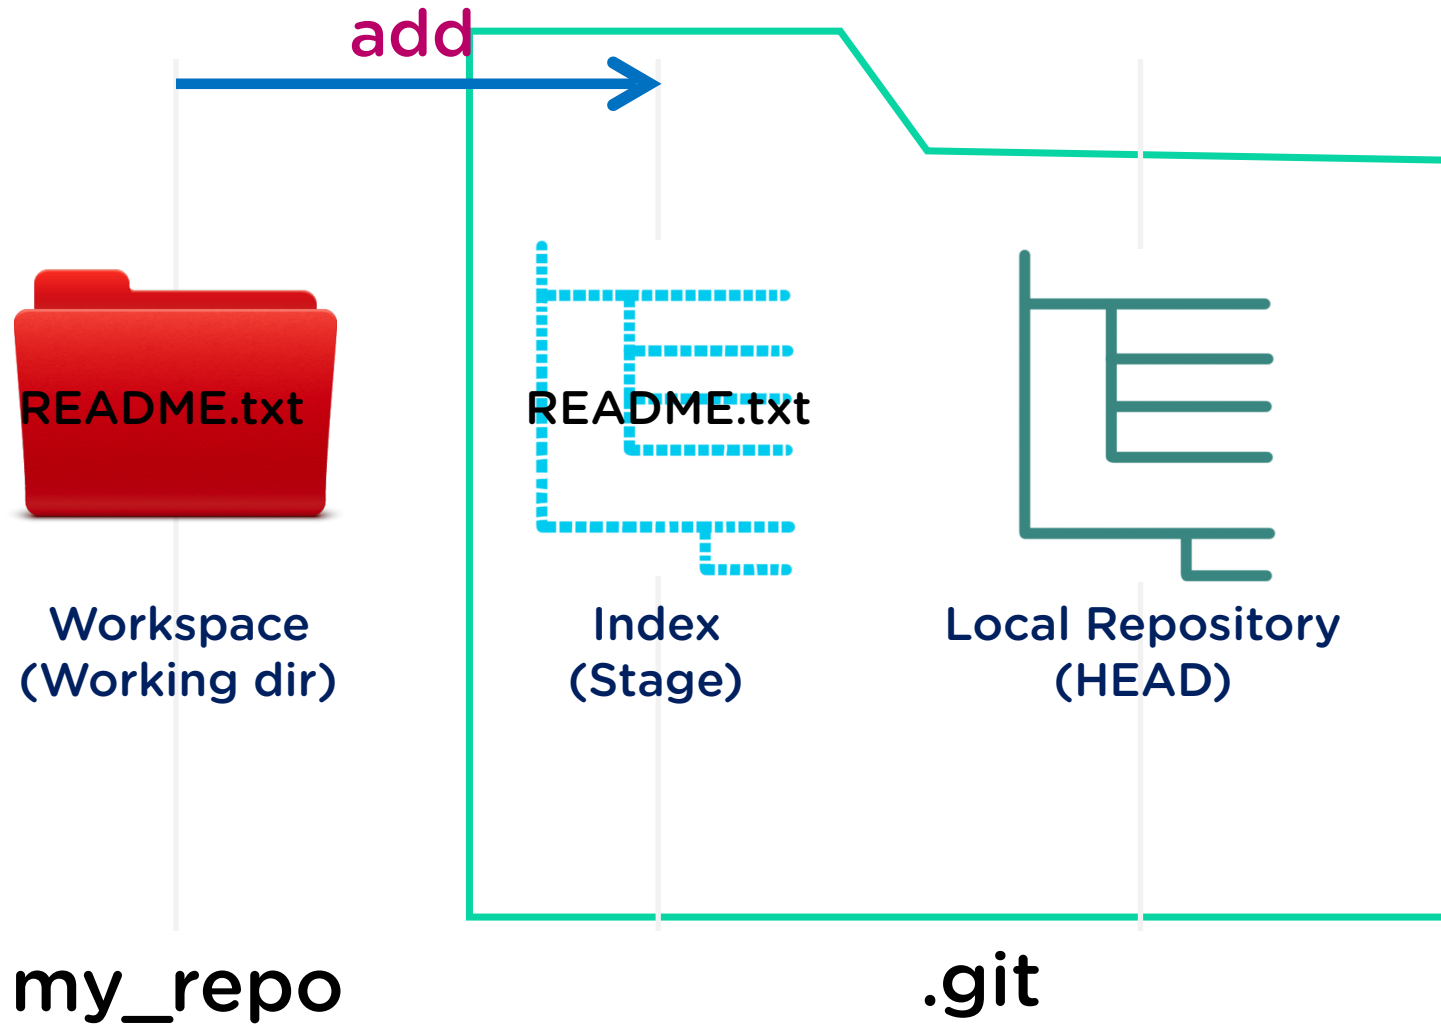 add
README.txt
README.txt
Workspace
(Working dir)
Index
(Stage)
Local Repository
(HEAD)
my_repo
.git